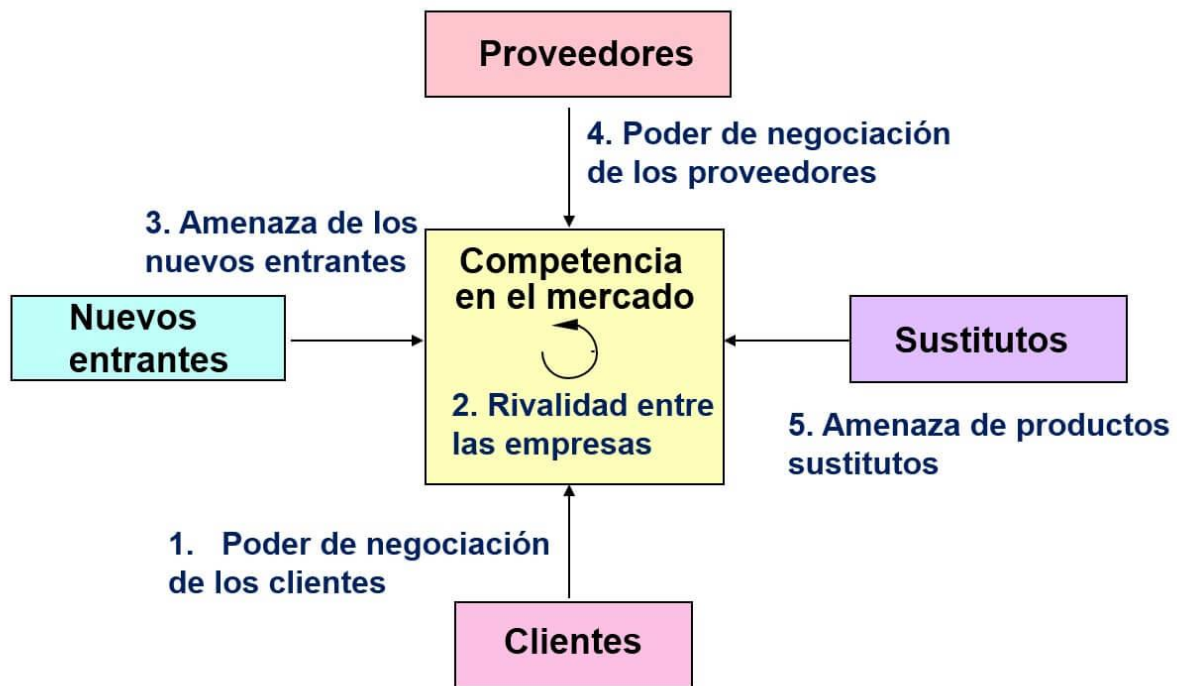 Proveedores
4. Poder de negociación
de los proveedores
3. Amenaza de los
nuevos entrantes
Competencia
en el mercado
Nuevos
entrantes
Sustitutos
2. Rivalidad entre
las empresas
5. Amenaza de productos
sustitutos
1. Poder de negociación
de los clientes
Clientes